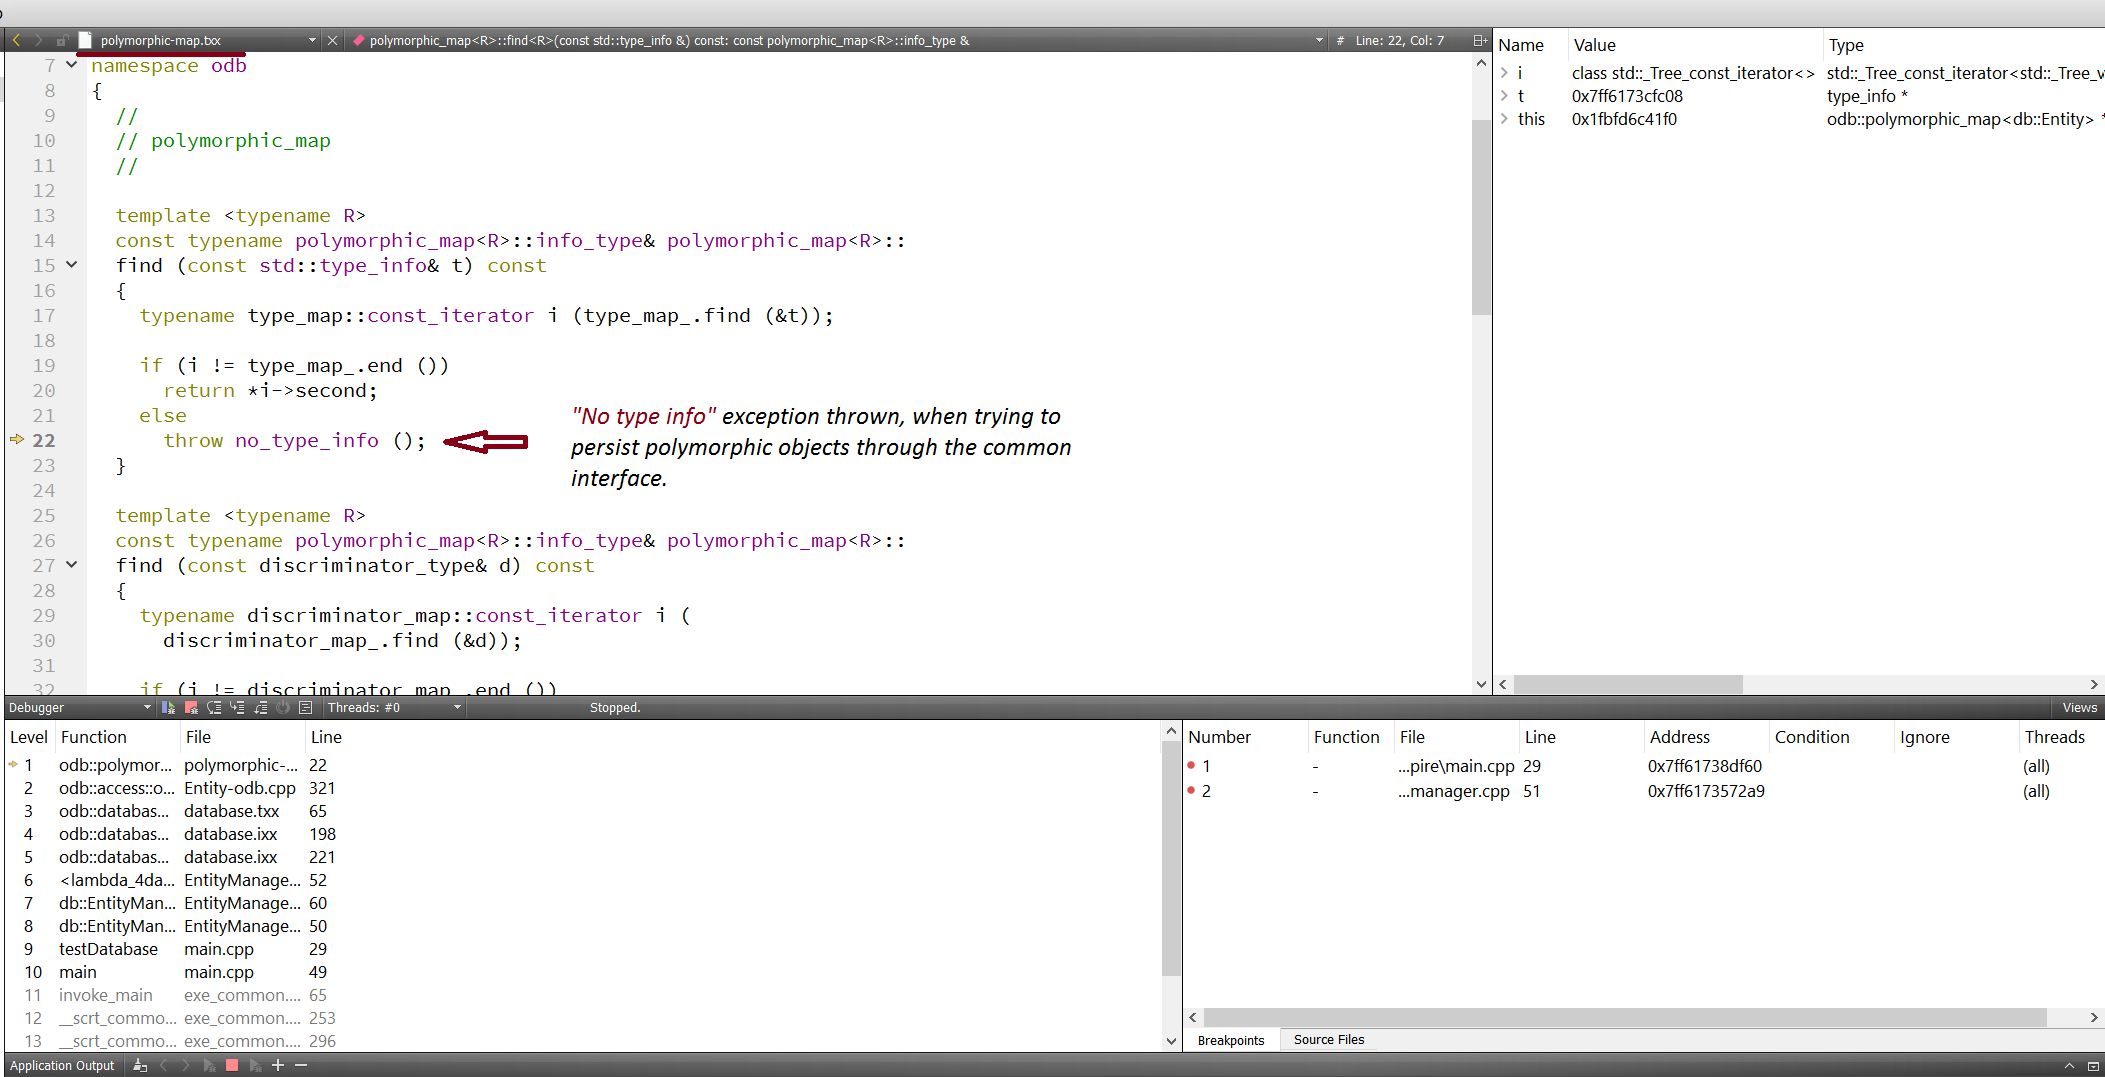 polymorphic-map.txx
polymorphic_map<R>::find<R>(const std::type_info &) const: const polymorphic_map<R>::info_type &
# Line: 22, Col: 7
7 namespace odb
8 {
9 //
10 // polymorphic_map
11 //
12
13 template <typename R>
14 const typename polymorphic_map<R>::info_type& polymorphic_map<R>::
15 find (const std::type_info& t) const
16 {
17 typename type_map::const_iterator i (type_map_.find (&t));
18
19 if (i != type_map_.end ())
20 return *i->second;
21 else
22 throw no_type_info ();
23 }
24
25 template <typename R>
26 const typename polymorphic_map<R>::info_type& polymorphic_map<R>::
27 find (const discriminator_type& d) const
28 {
29 typename discriminator_map::const_iterator i (
30 discriminator_map_.find (&d));
31
32 if (i != discriminator_map_.end ())
"No type info" exception thrown, when trying to
persist polymorphic objects through the common
interface.
Name Value Type
i class std::_Tree_const_iterator<> std::_Tree_const_iterator<std::_Tree_v
t 0x7ff6173cfc08 type_info *
this 0x1fbfd6c41f0 odb::polymorphic_map<db::Entity> *
Debugger Threads: #0 Stopped. Views
Level Function File Line
1 odb::polymor... polymorphic-... 22
2 odb::access::o... Entity-odb.cpp 321
3 odb::databas... database.txx 65
4 odb::databas... database.ixx 198
5 odb::databas... database.ixx 221
6 <lambda_4da... EntityManage... 52
7 db::EntityMan... EntityManage... 60
8 db::EntityMan... EntityManage... 50
9 testDatabase main.cpp 29
10 main main.cpp 49
11 invoke_main exe_common.... 65
12 __scrt_commo... exe_common.... 253
13 __scrt_commo... exe_common.... 296
Number Function File Line Address Condition Ignore Threads
1 - ...pire\main.cpp 29 0x7ff61738df60 (all)
2 - ...manager.cpp 51 0x7ff6173572a9 (all)
Breakpoints Source Files
Application Output